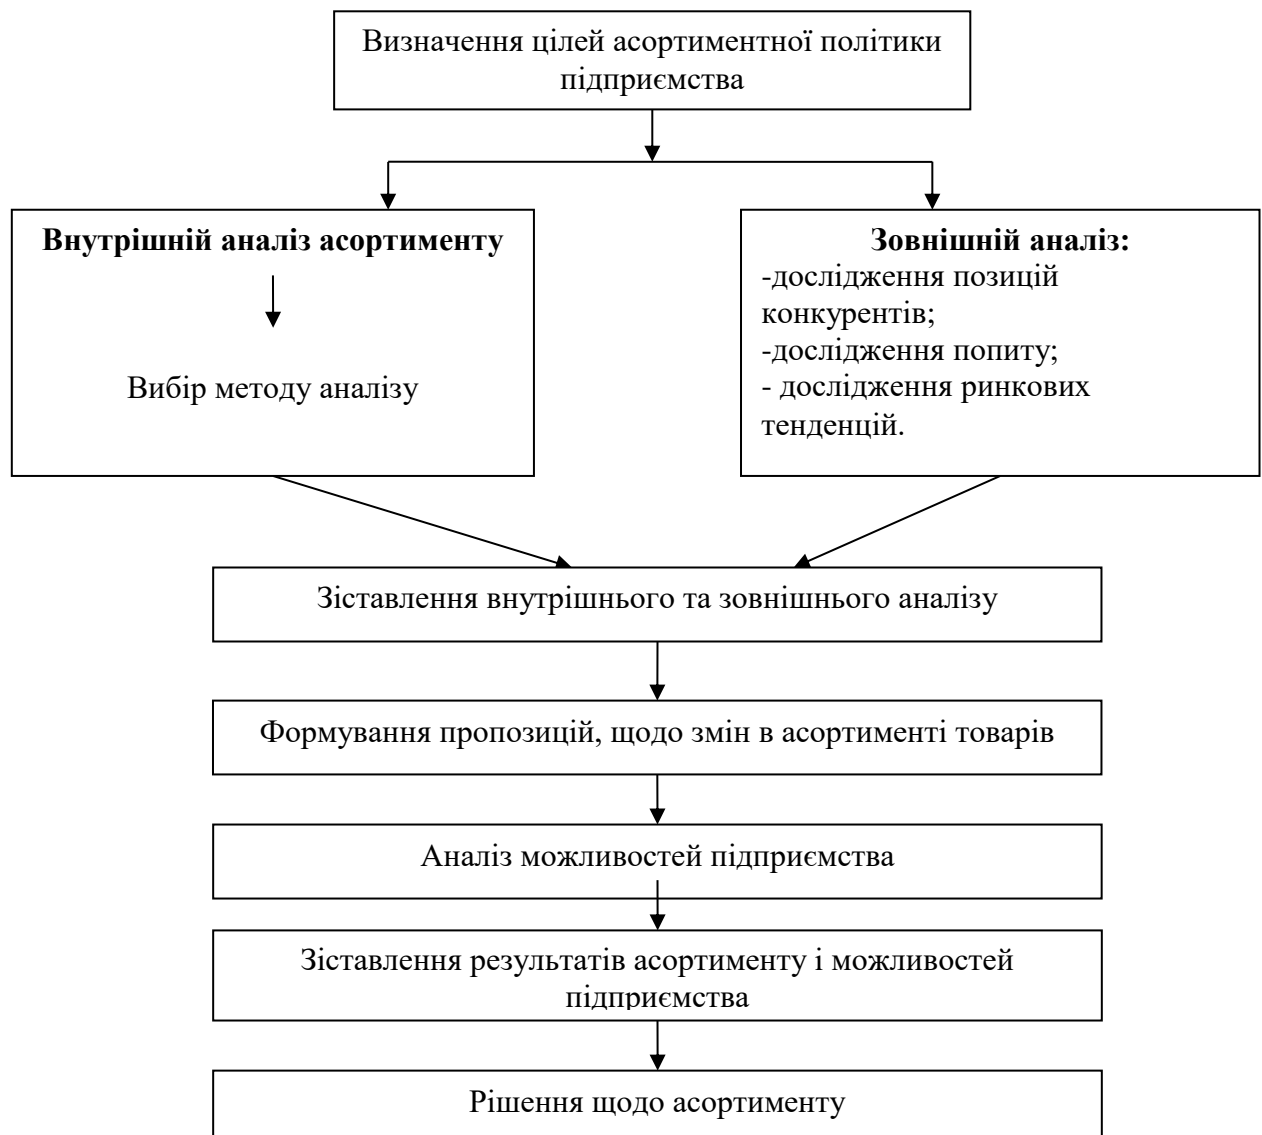 Визначення цілей асортиментної політики
підприємства
Внутрішній аналіз асортименту
Вибір методу аналізу
Зовнішній аналіз:
-дослідження позицій
конкурентів;
-дослідження попиту;
- дослідження ринкових
тенденцій.
Зіставлення внутрішнього та зовнішнього аналізу
Формування пропозицій, щодо змін в асортименті товарів
Аналіз можливостей підприємства
Зіставлення результатів асортименту і можливостей
підприємства
Рішення щодо асортименту